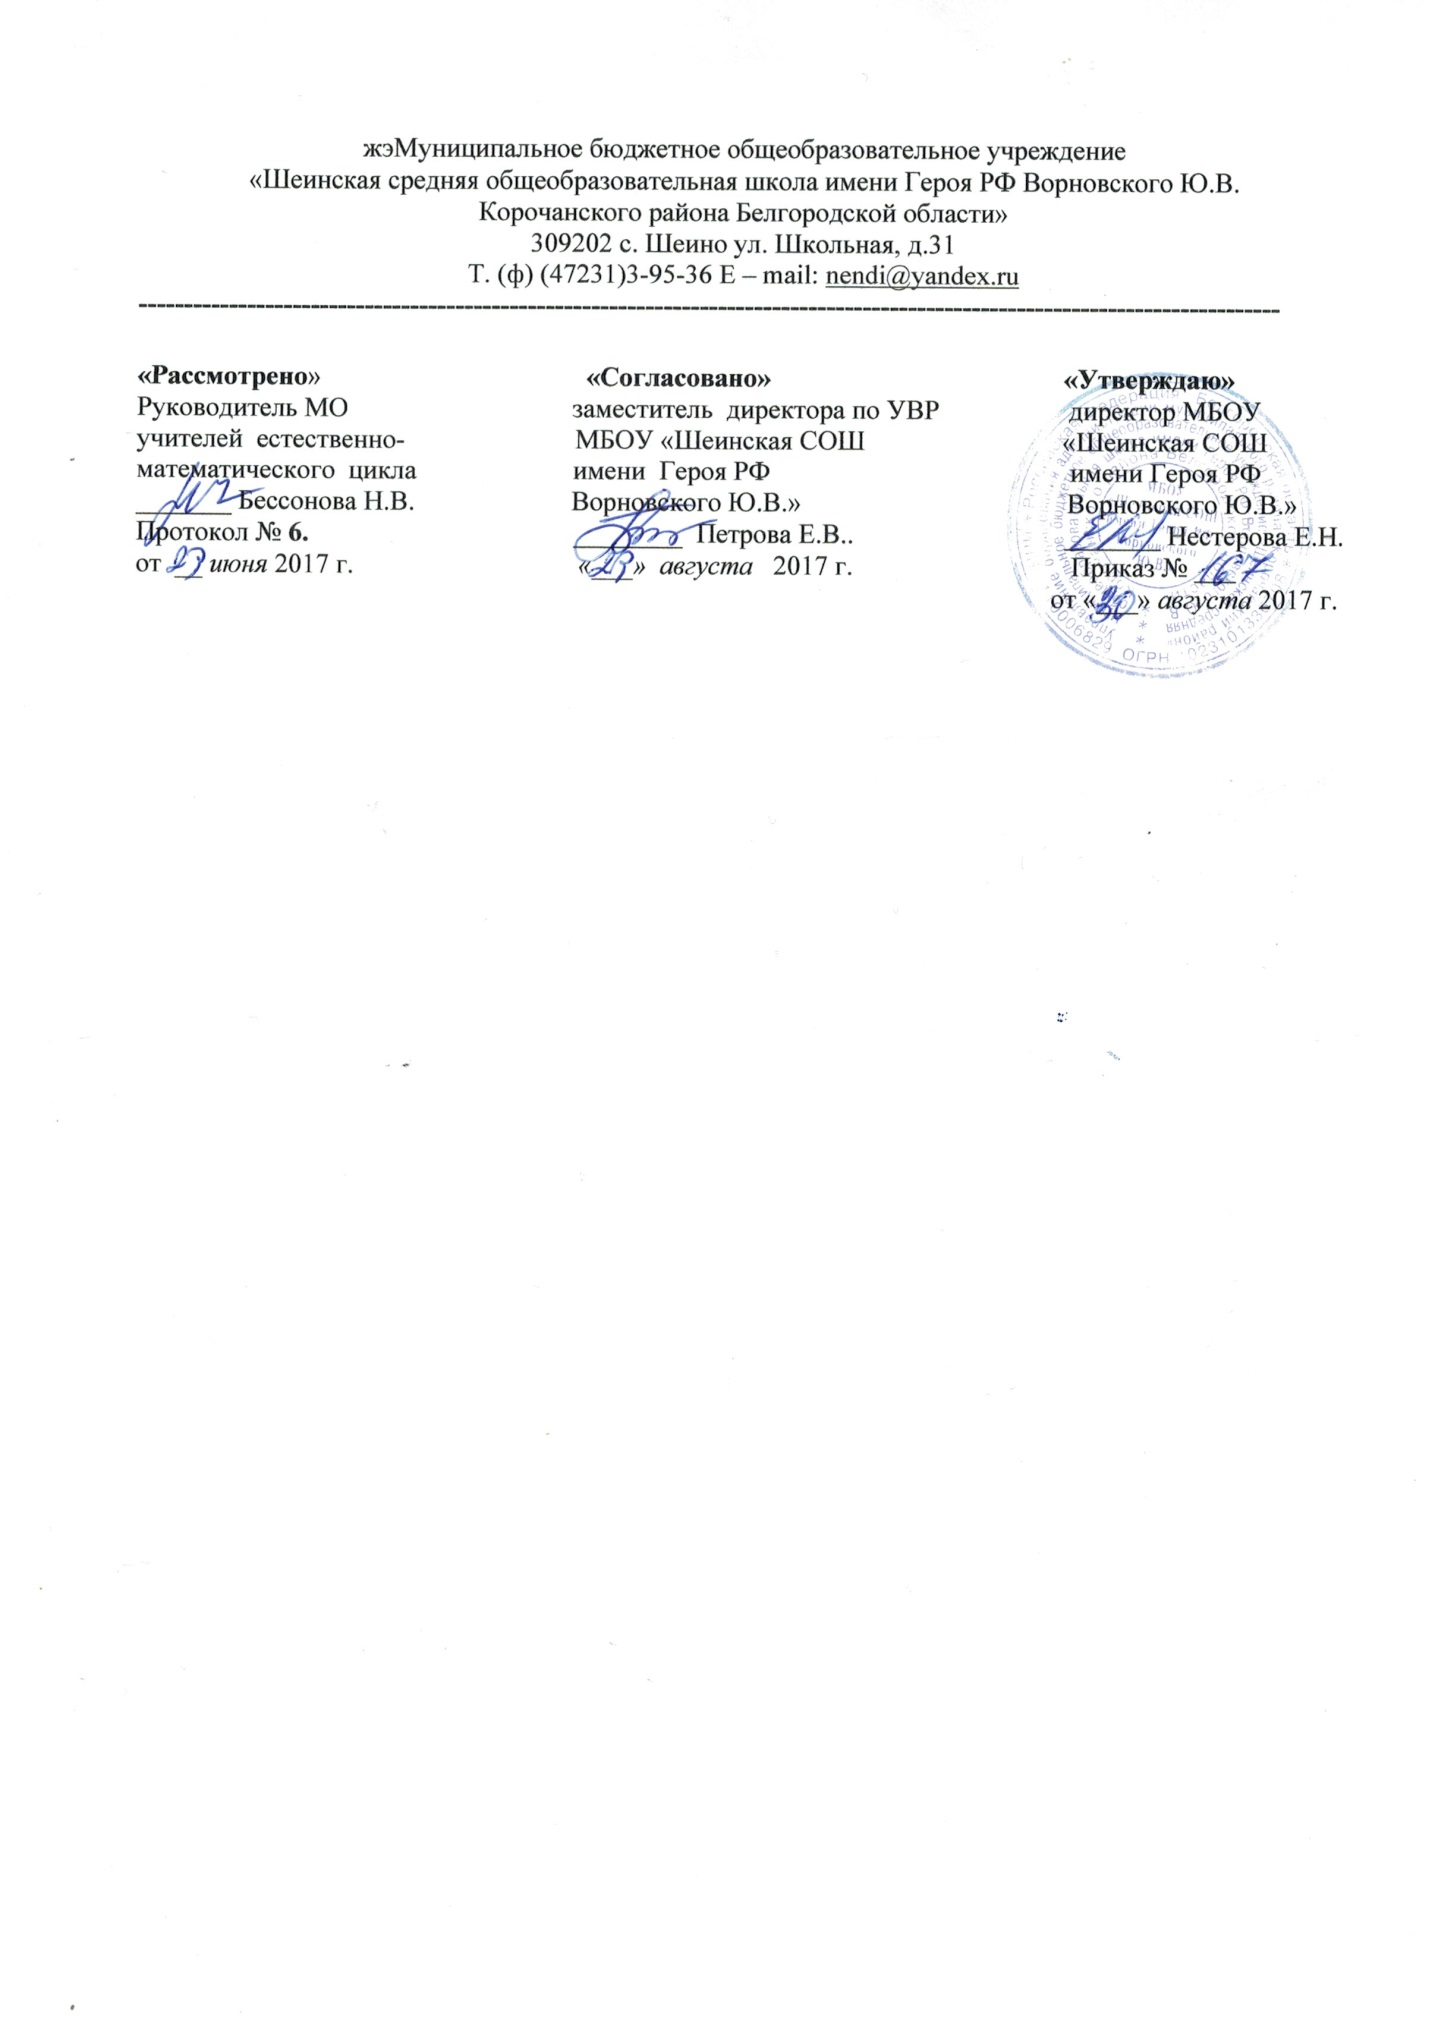 жэМуниципальное бюджетное общеобразовательное учреждение
«Шеинская средняя общеобразовательная школа имени Героя РФ Ворновского Ю.В.
Корочанского района Белгородской области»
309202 с. Шеино ул. Школьная, д.31
Т. (ф) (47231)3-95-36 E – mail: nendi@yandex.ru
«Рассмотрено»
Руководитель МО
учителей естественно-
математического цикла
Бессонова Н.В.
Протокол № 6.
от 23 июня 2017 г.
«Согласовано»
заместитель директора по УВР
МБОУ «Шеинская СОШ
имени Героя РФ
Ворновского Ю.В.»
Петрова Е.В..
«23» августа 2017 г.
«Утверждаю»
директор МБОУ
«Шеинская СОШ
имени Героя РФ
Ворновского Ю.В.»
Нестерова Е.Н.
Приказ № 167
от «30» августа 2017 г.
ОГРН